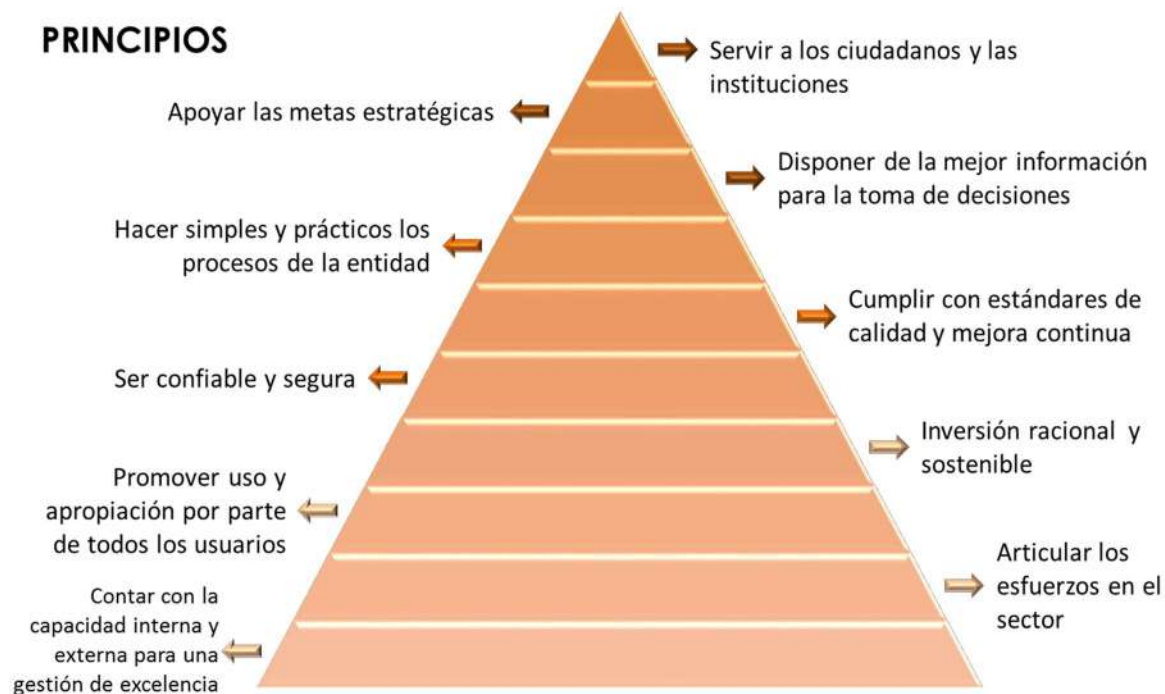 PRINCIPIOS
Servir a los ciudadanos y las
instituciones
Apoyar las metas estratégicas
Disponer de la mejor información
para la toma de decisiones
Hacer simples y prácticos los
procesos de la entidad
Cumplir con estándares de
calidad y mejora continua
Ser confiable y segura
Inversión racional y
sostenible
Promover uso y
apropiación por parte
de todos los usuarios
Articular los
esfuerzos en el
sector
Contar con la
capacidad interna y
externa para una
gestión de excelencia